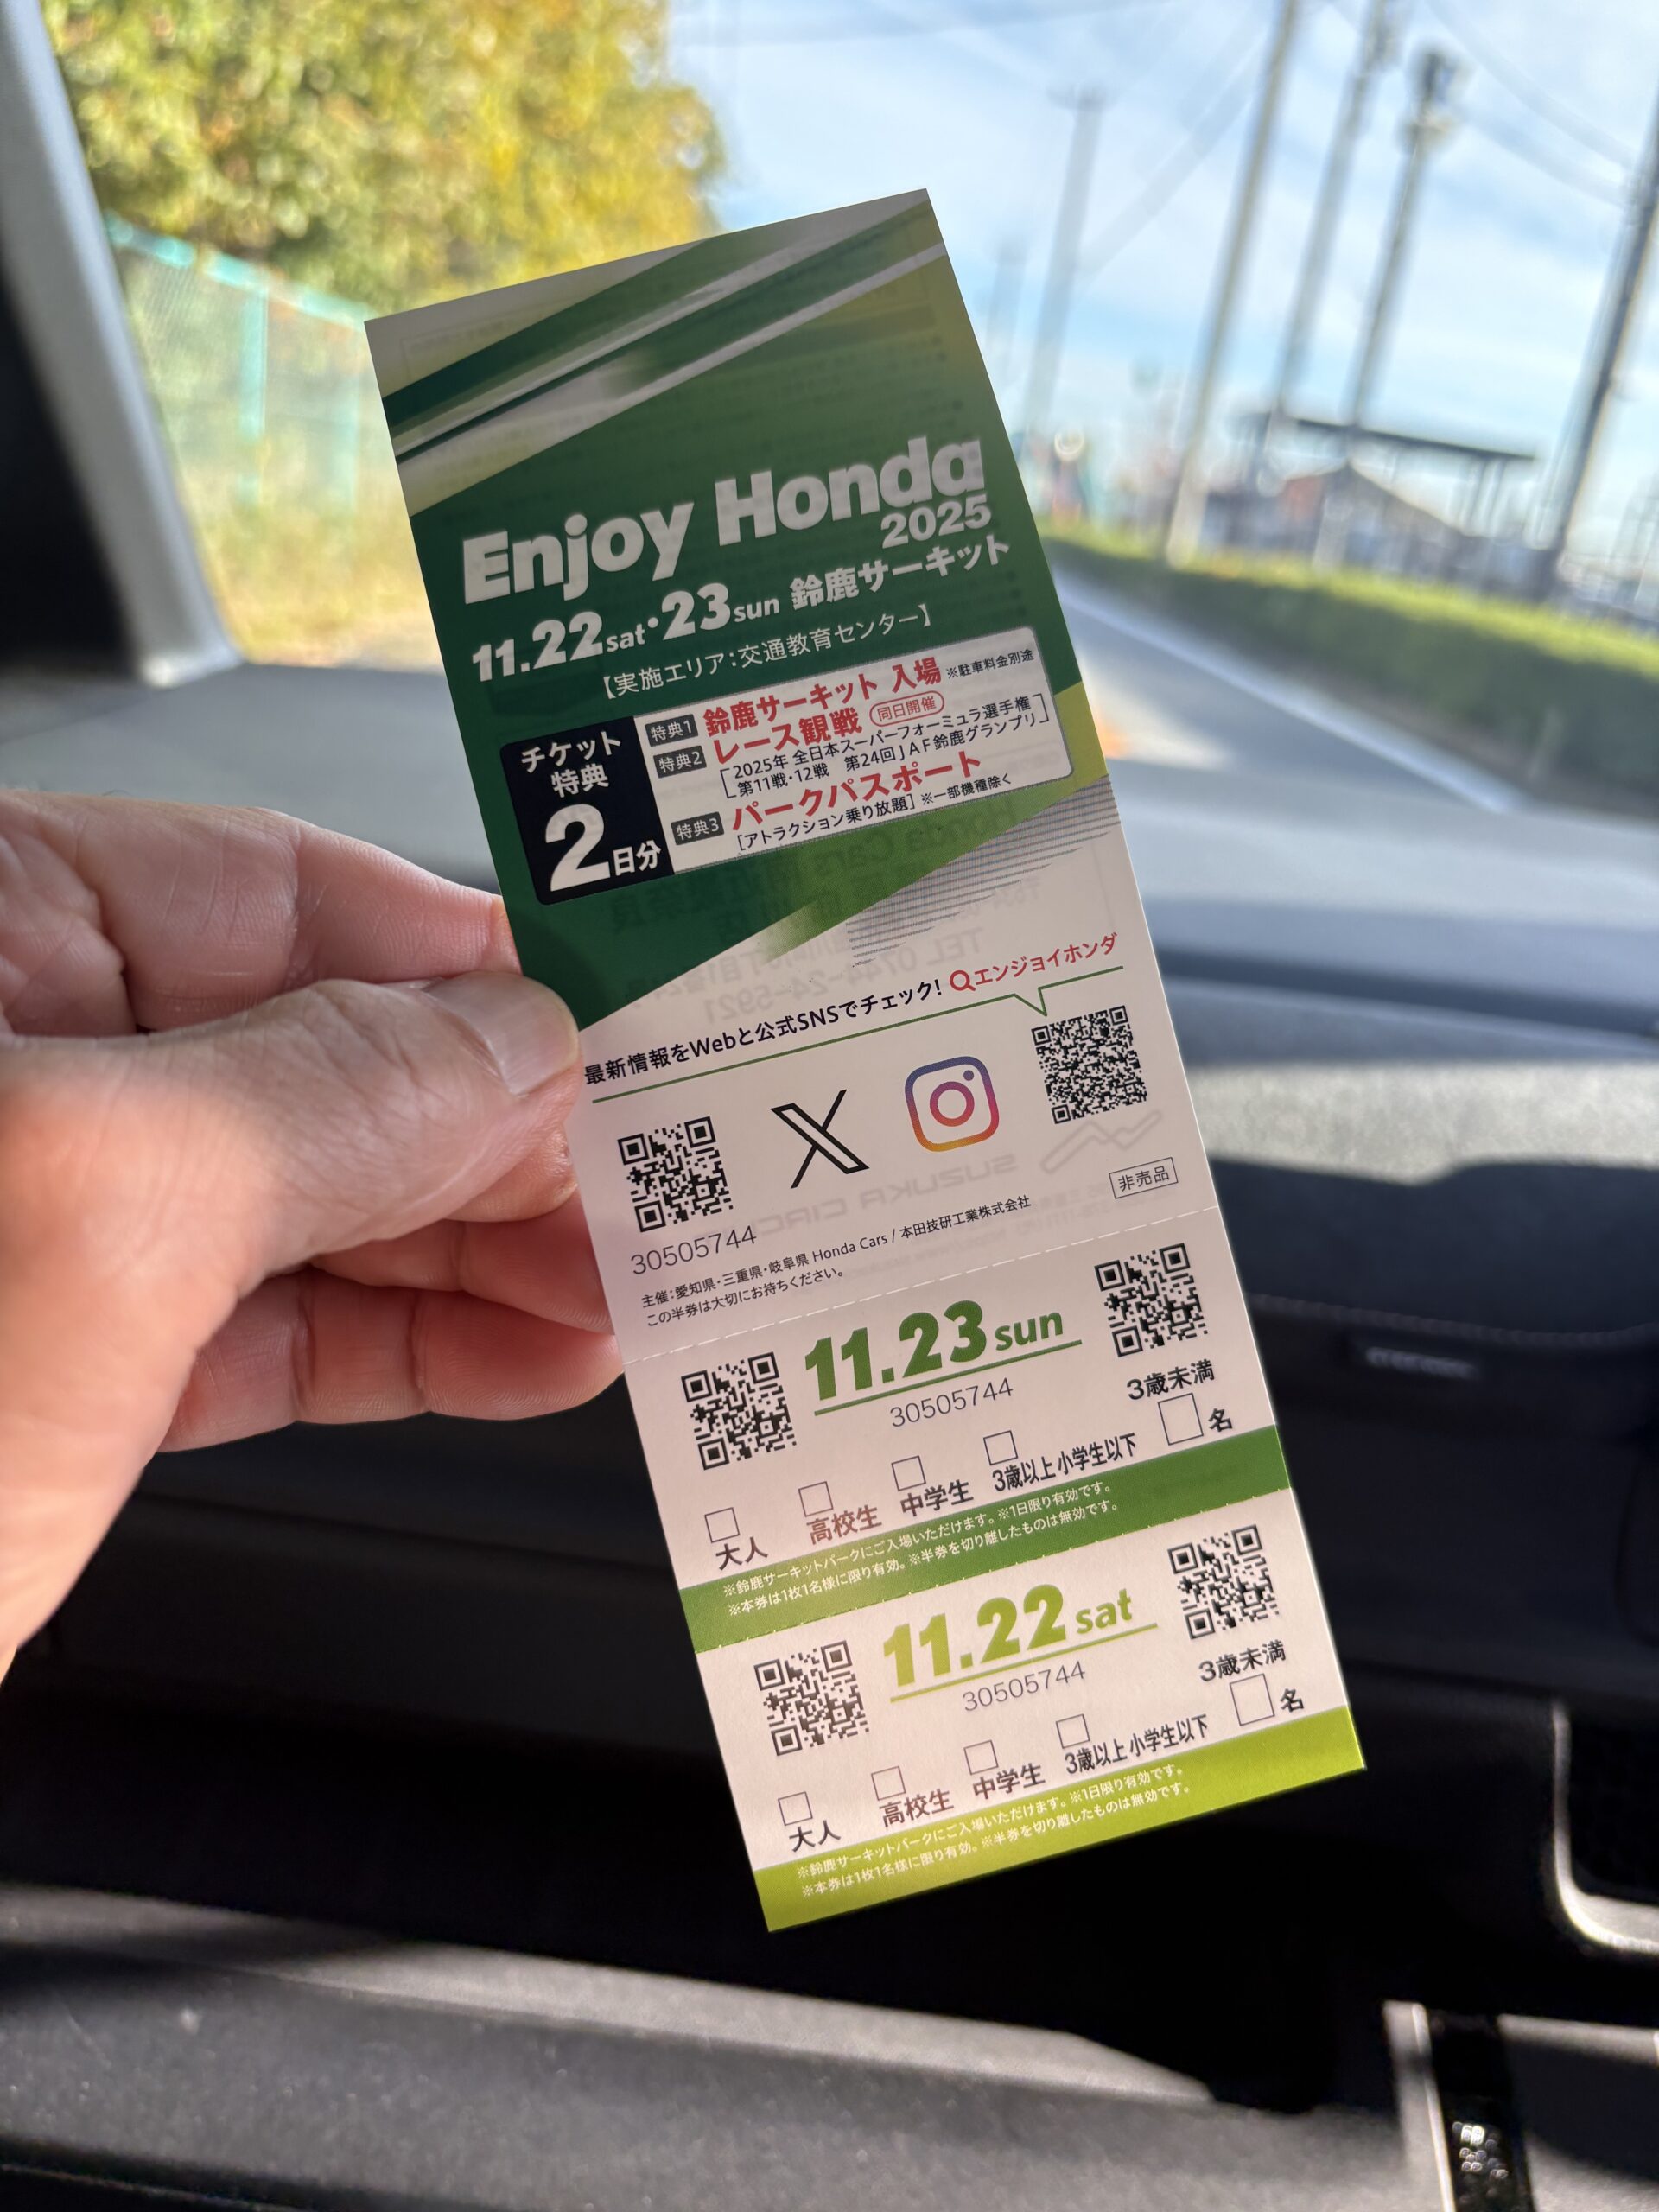 Enjoy Honda
2025
11.22sat・23sun 鈴鹿サーキット
【実施エリア：交通教育センター】
チケット
特典
2日分
特典1 鈴鹿サーキット 入場 ※駐車料金別途
特典2 レース観戦 同日開催
[2025年 全日本スーパーフォーミュラ選手権
第11戦・12戦 第24回JAF鈴鹿グランプリ]
特典3 パークパスポート
[アトラクション乗り放題] ※一部機種除く
最新情報をWebと公式SNSでチェック! エンジョイホンダ
30505744
非売品
主催：愛知県・三重県・岐阜県 Honda Cars / 本田技研工業株式会社
この半券は大切にお持ちください。
11.23sun
30505744
3歳未満
名
大人 高校生 中学生 3歳以上小学生以下
※鈴鹿サーキットパークにご入場いただけます。※1日限り有効です。
※本券は1枚1名様に限り有効。※半券を切り離したものは無効です。
11.22sat
30505744
3歳未満
名
大人 高校生 中学生 3歳以上小学生以下
※鈴鹿サーキットパークにご入場いただけます。※1日限り有効です。
※本券は1枚1名様に限り有効。※半券を切り離したものは無効です。